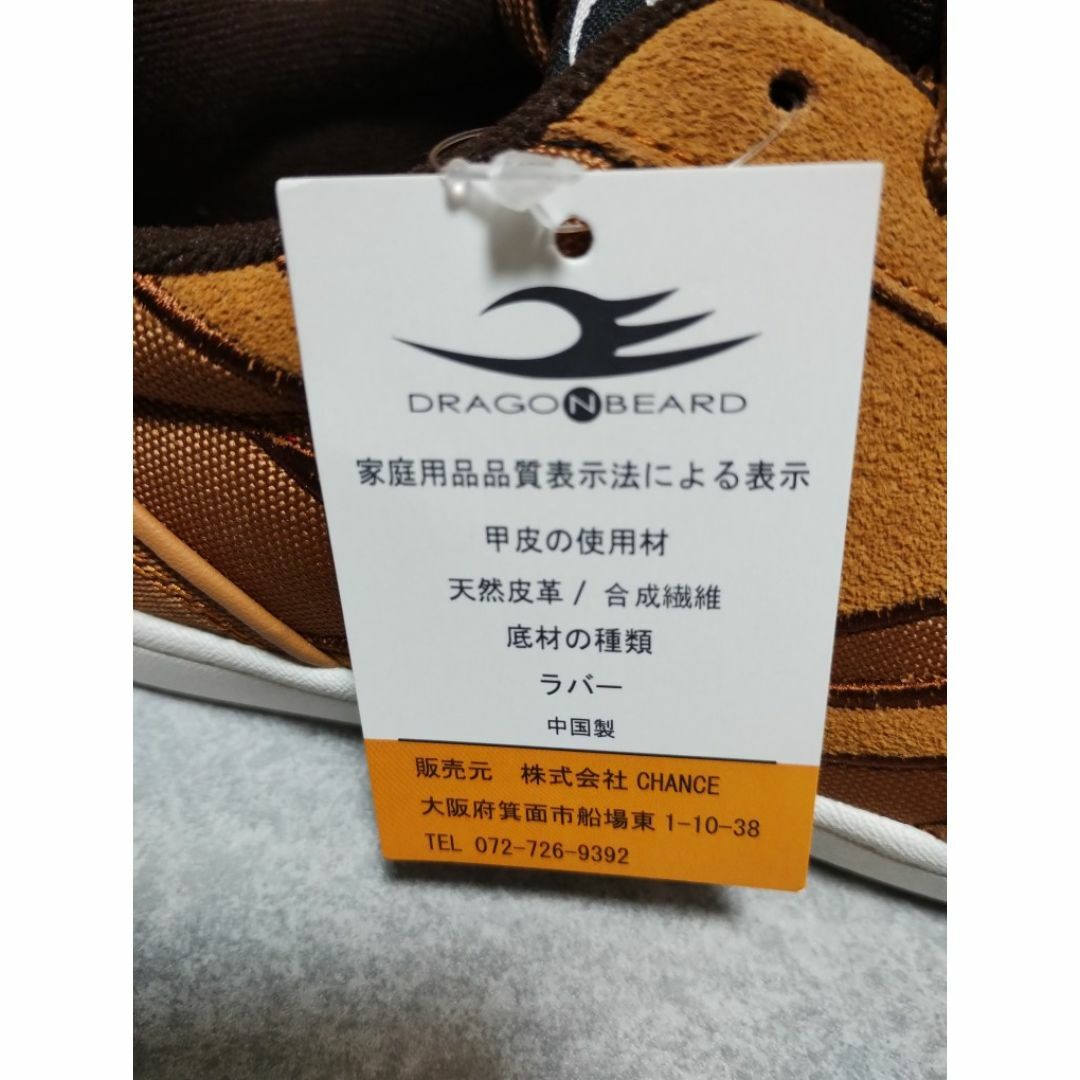 DRAGONBEARD
家庭用品品質表示法による表示
甲皮の使用材
天然皮革 / 合成繊維
底材の種類
ラバー
中国製
販売元 株式会社 CHANCE
大阪府箕面市船場東 1-10-38
TEL 072-726-9392